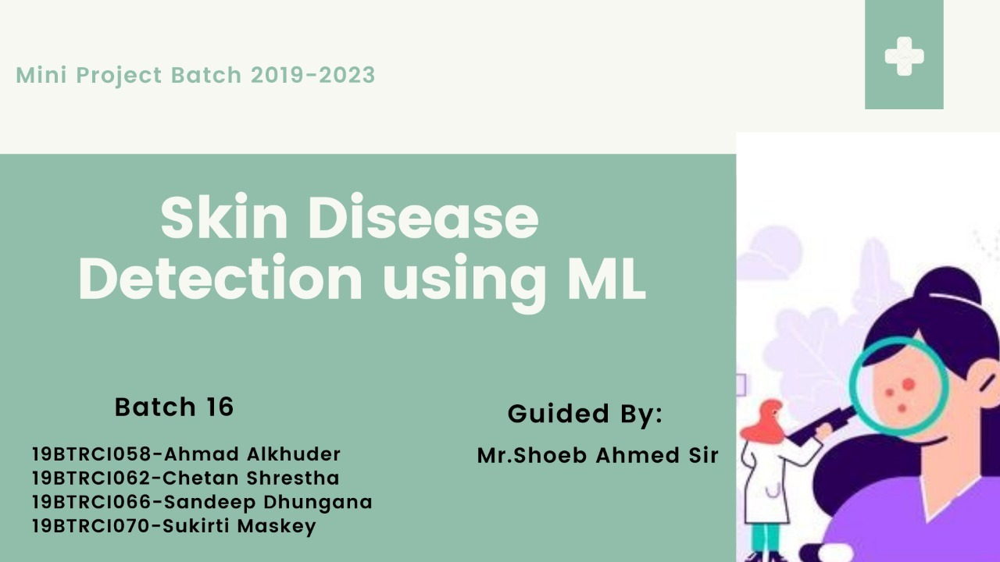 Mini Project Batch 2019-2023
Skin Disease
Detection using ML
Batch 16
19BTRCI058-Ahmad Alkhuder
19BTRCI062-Chetan Shrestha
19BTRCI066-Sandeep Dhungana
19BTRCI070-Sukirti Maskey
Guided By:
Mr.Shoeb Ahmed Sir